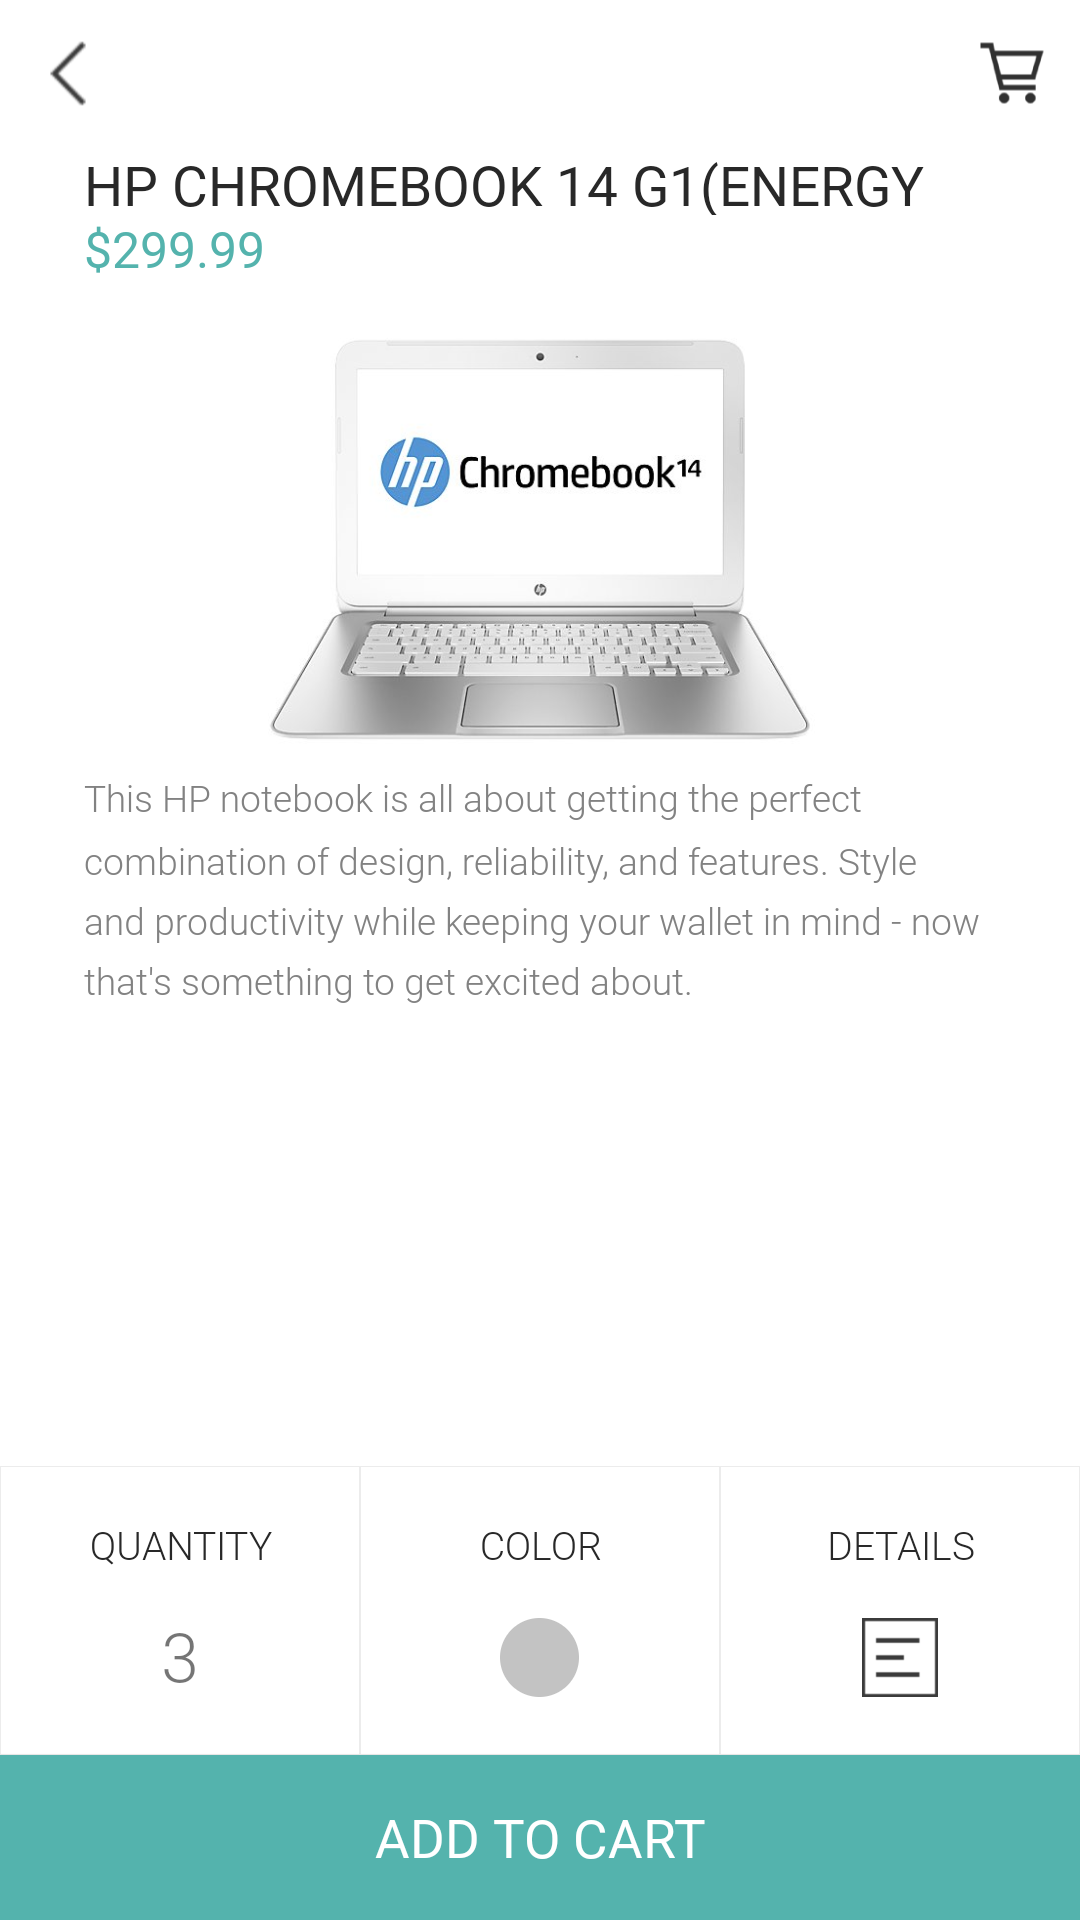 HP CHROMEBOOK 14 G1(ENERGY
$299.99
hp Chromebook14
hp
This HP notebook is all about getting the perfect
combination of design, reliability, and features. Style
and productivity while keeping your wallet in mind - now
that's something to get excited about.
QUANTITY
COLOR
DETAILS
3
ADD TO CART